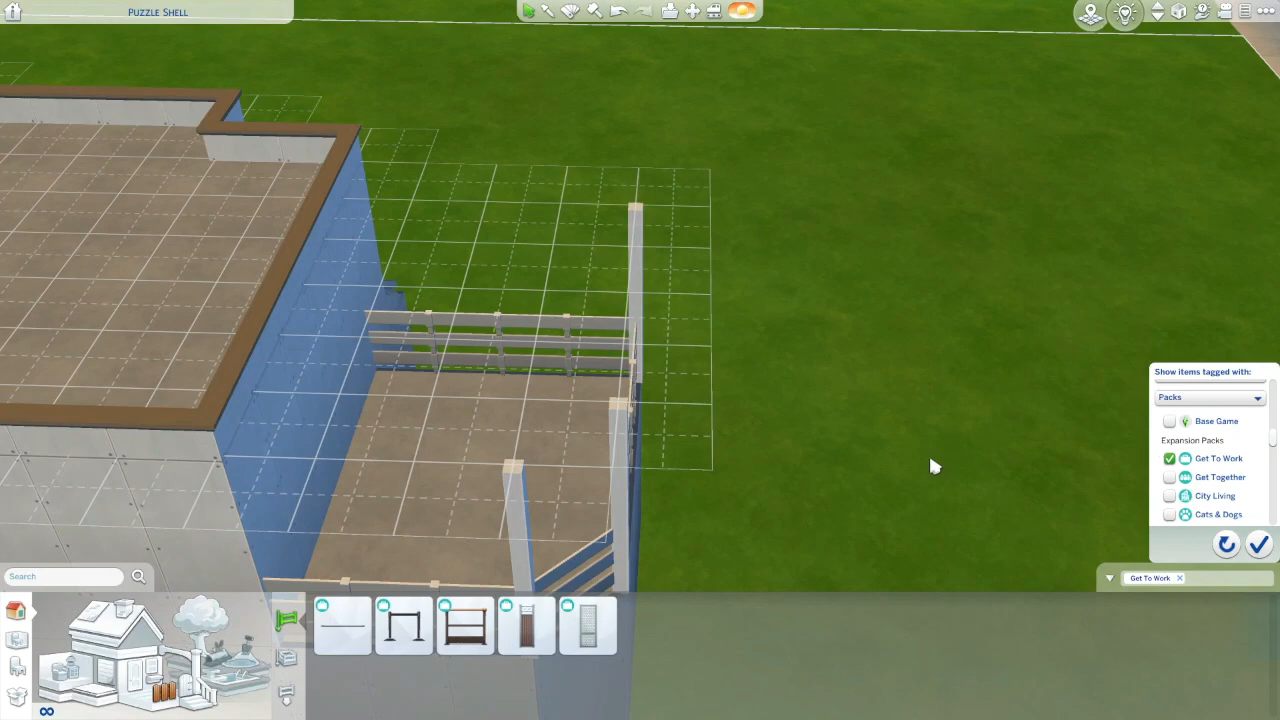 PUZZLE SHELL
Show items tagged with:
Packs
Base Game
Expansion Packs
Get To Work
Get Together
City Living
Cats & Dogs
Search
Get To Work